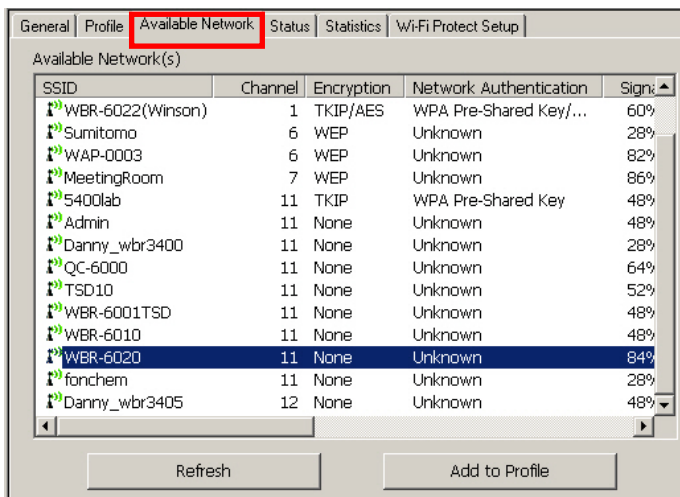 General Profile Available Network Status Statistics Wi-Fi Protect Setup
Available Network(s)
SSID Channel Encryption Network Authentication
WBR-6022(Winson) 1 TKIP/AES WPA Pre-Shared Key/... 60%
Sumitomo 6 WEP Unknown 28%
WAP-0003 6 WEP Unknown 82%
MeetingRoom 7 WEP Unknown 86%
5400lab 11 TKIP WPA Pre-Shared Key 48%
Admin 11 None Unknown 48%
Danny_wbr3400 11 None Unknown 28%
QC-6000 11 None Unknown 64%
TSD10 11 None Unknown 52%
WBR-6001TSD 11 None Unknown 48%
WBR-6010 11 None Unknown 48%
WBR-6020 11 None Unknown 84%
fonchem 11 None Unknown 28%
Danny_wbr3405 12 None Unknown 48%
Refresh Add to Profile